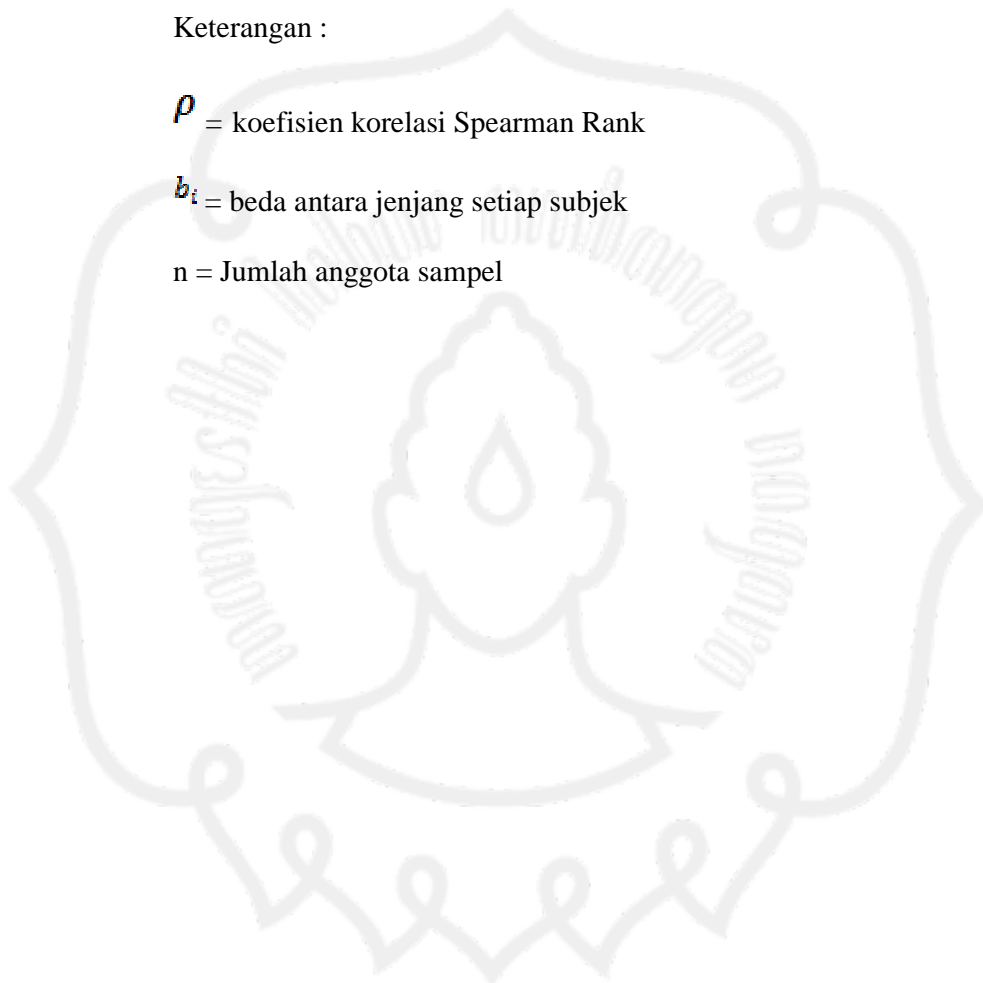 Keterangan :
ρ = koefisien korelasi Spearman Rank
bᵢ = beda antara jenjang setiap subjek
n = Jumlah anggota sampel